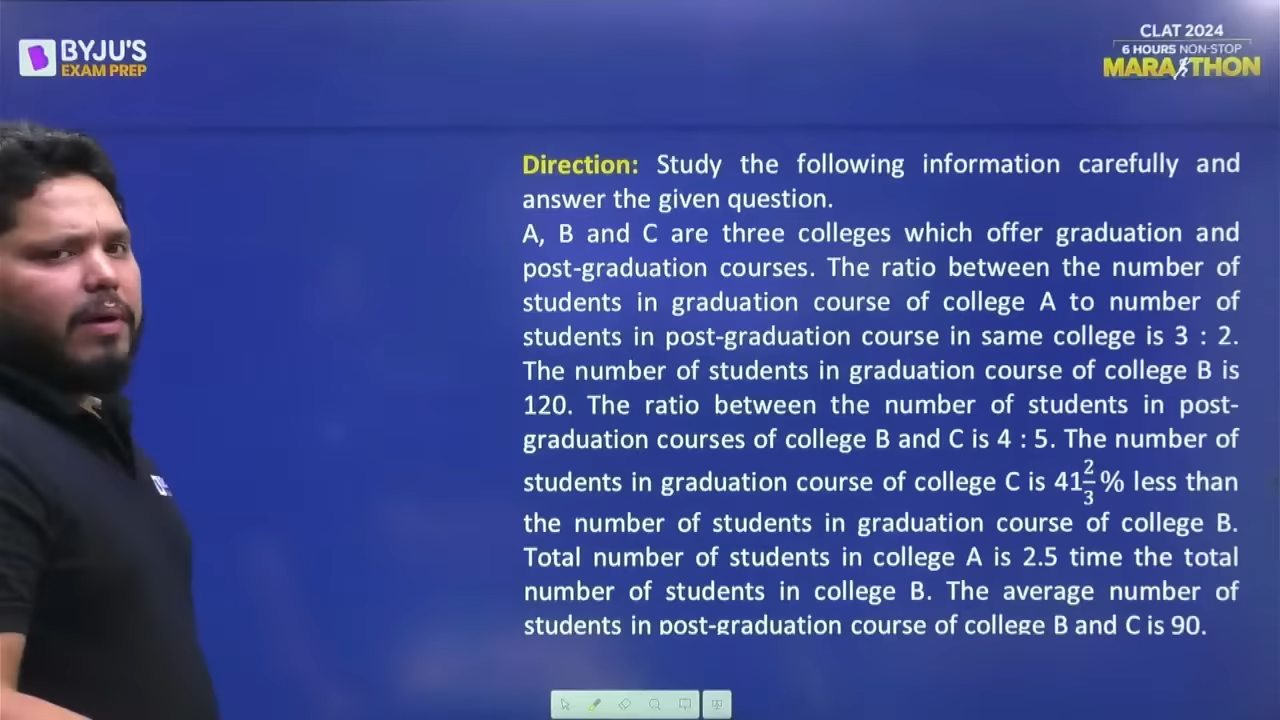 BYJU'S
EXAM PREP
CLAT 2024
6 HOURS NON-STOP
MARATHON
Direction: Study the following information carefully and
answer the given question.
A, B and C are three colleges which offer graduation and
post-graduation courses. The ratio between the number of
students in graduation course of college A to number of
students in post-graduation course in same college is 3 : 2.
The number of students in graduation course of college B is
120. The ratio between the number of students in post-
graduation courses of college B and C is 4 : 5. The number of
students in graduation course of college C is 41 2/3 % less than
the number of students in graduation course of college B.
Total number of students in college A is 2.5 time the total
number of students in college B. The average number of
students in post-graduation course of college B and C is 90.